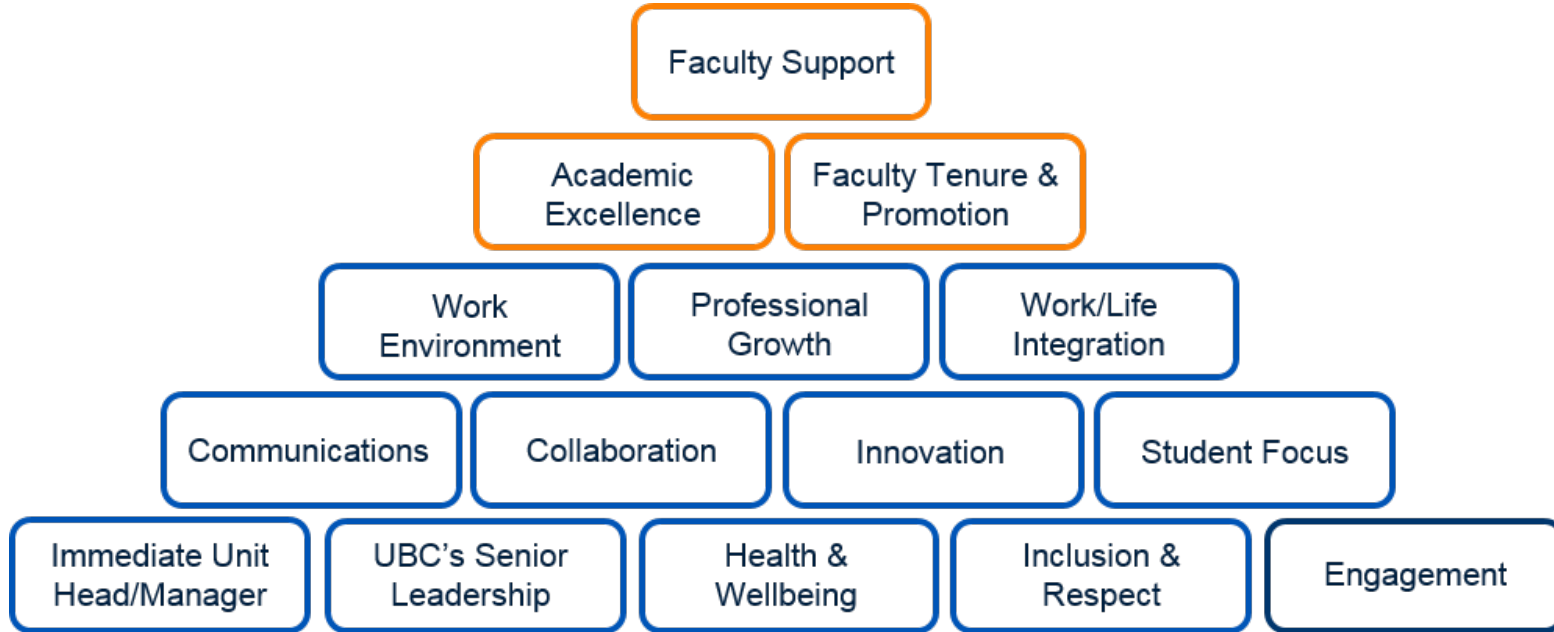 Faculty Support
Academic
Excellence
Faculty Tenure &
Promotion
Work
Environment
Professional
Growth
Work/Life
Integration
Communications
Collaboration
Innovation
Student Focus
Immediate Unit
Head/Manager
UBC’s Senior
Leadership
Health &
Wellbeing
Inclusion &
Respect
Engagement